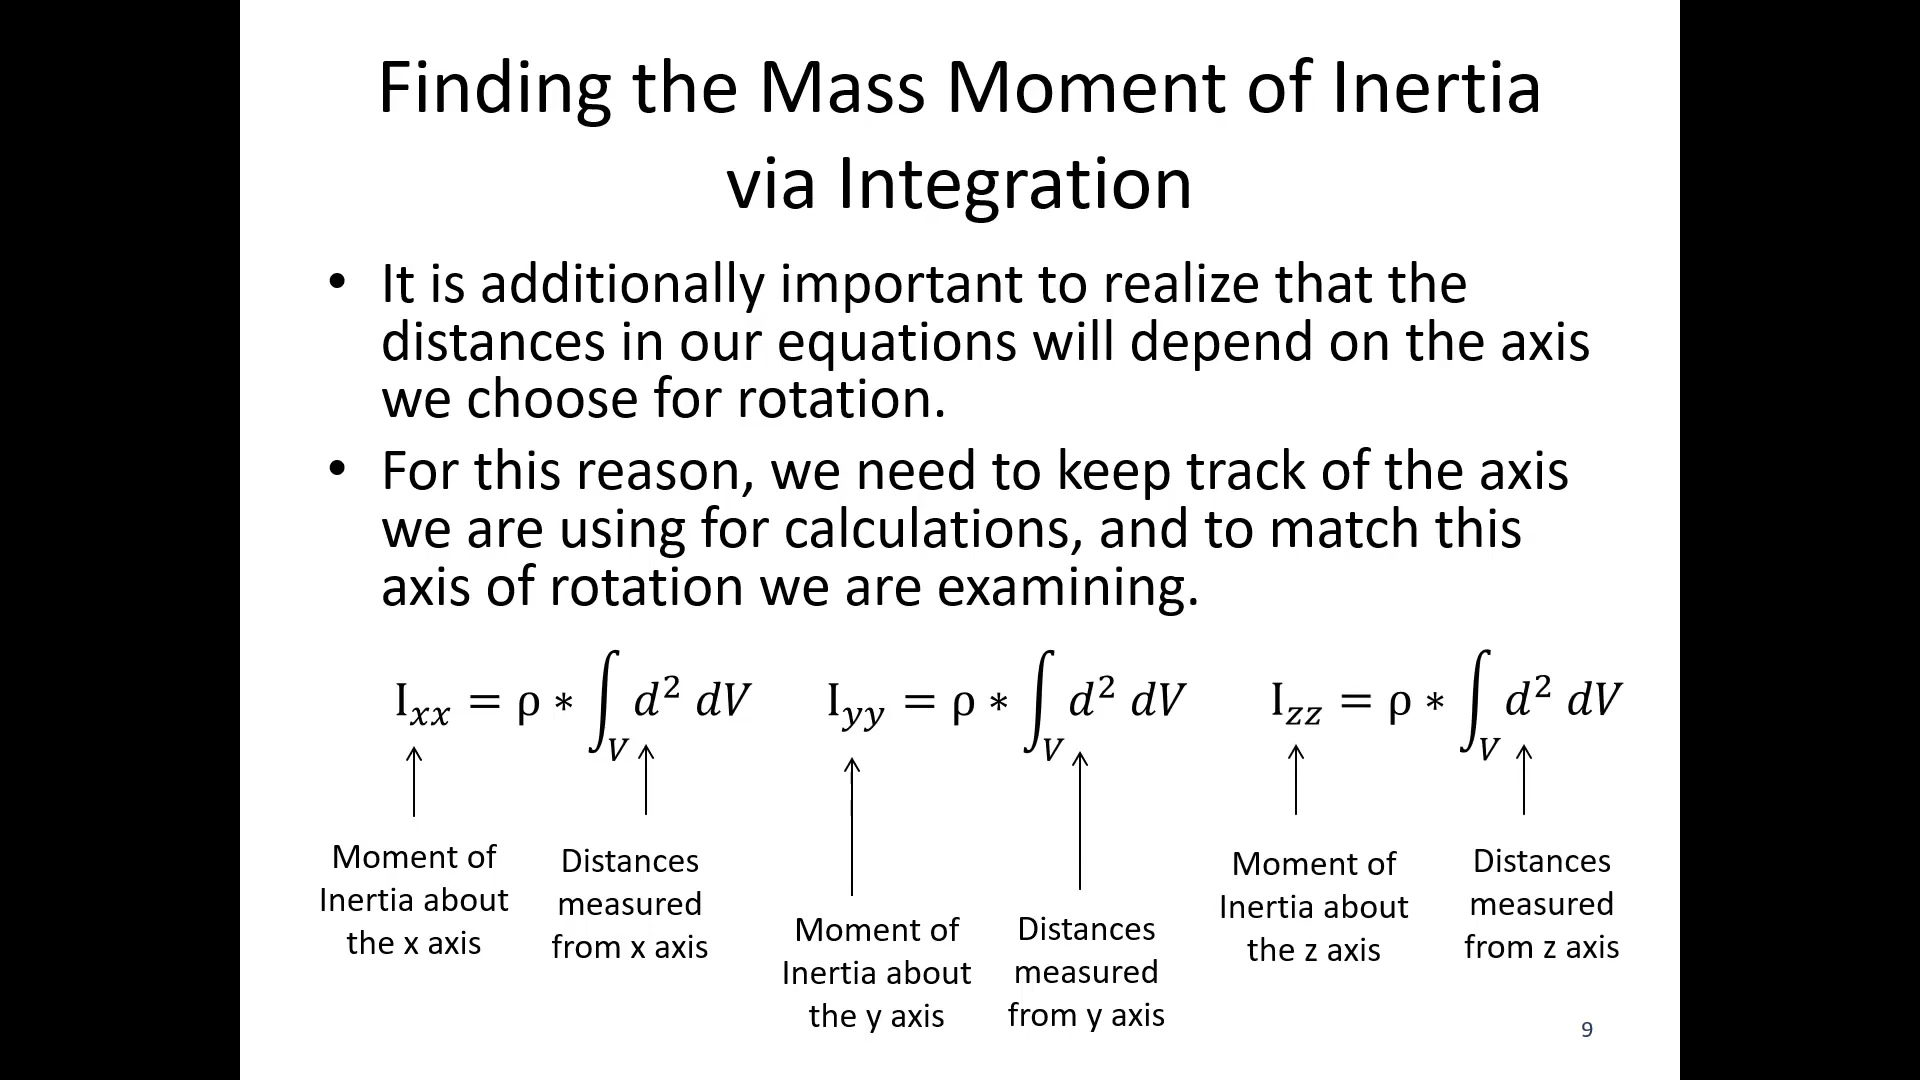 Finding the Mass Moment of Inertia
via Integration
• It is additionally important to realize that the
distances in our equations will depend on the axis
we choose for rotation.
• For this reason, we need to keep track of the axis
we are using for calculations, and to match this
axis of rotation we are examining.
I_xx = ρ * ∫_V d² dV
I_yy = ρ * ∫_V d² dV
I_zz = ρ * ∫_V d² dV
Moment of
Inertia about
the x axis
Distances
measured
from x axis
Moment of
Inertia about
the y axis
Distances
measured
from y axis
Moment of
Inertia about
the z axis
Distances
measured
from z axis
9